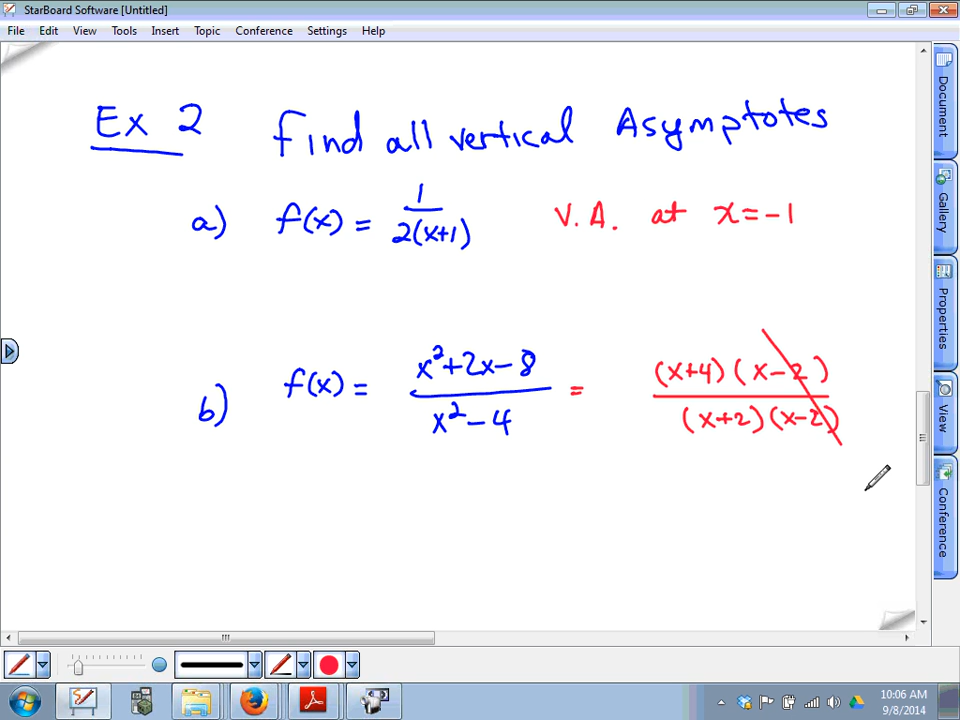 StarBoard Software [Untitled]
File Edit View Tools Insert Topic Conference Settings Help
Ex 2 Find all vertical Asymptotes
a) f(x) = 1 / 2(x+1) V.A. at x = -1
b) f(x) = x²+2x-8 / x²-4 = (x+4)(x-2) / (x+2)(x-2)
Document
Gallery
Properties
View
Conference
10:06 AM
9/8/2014